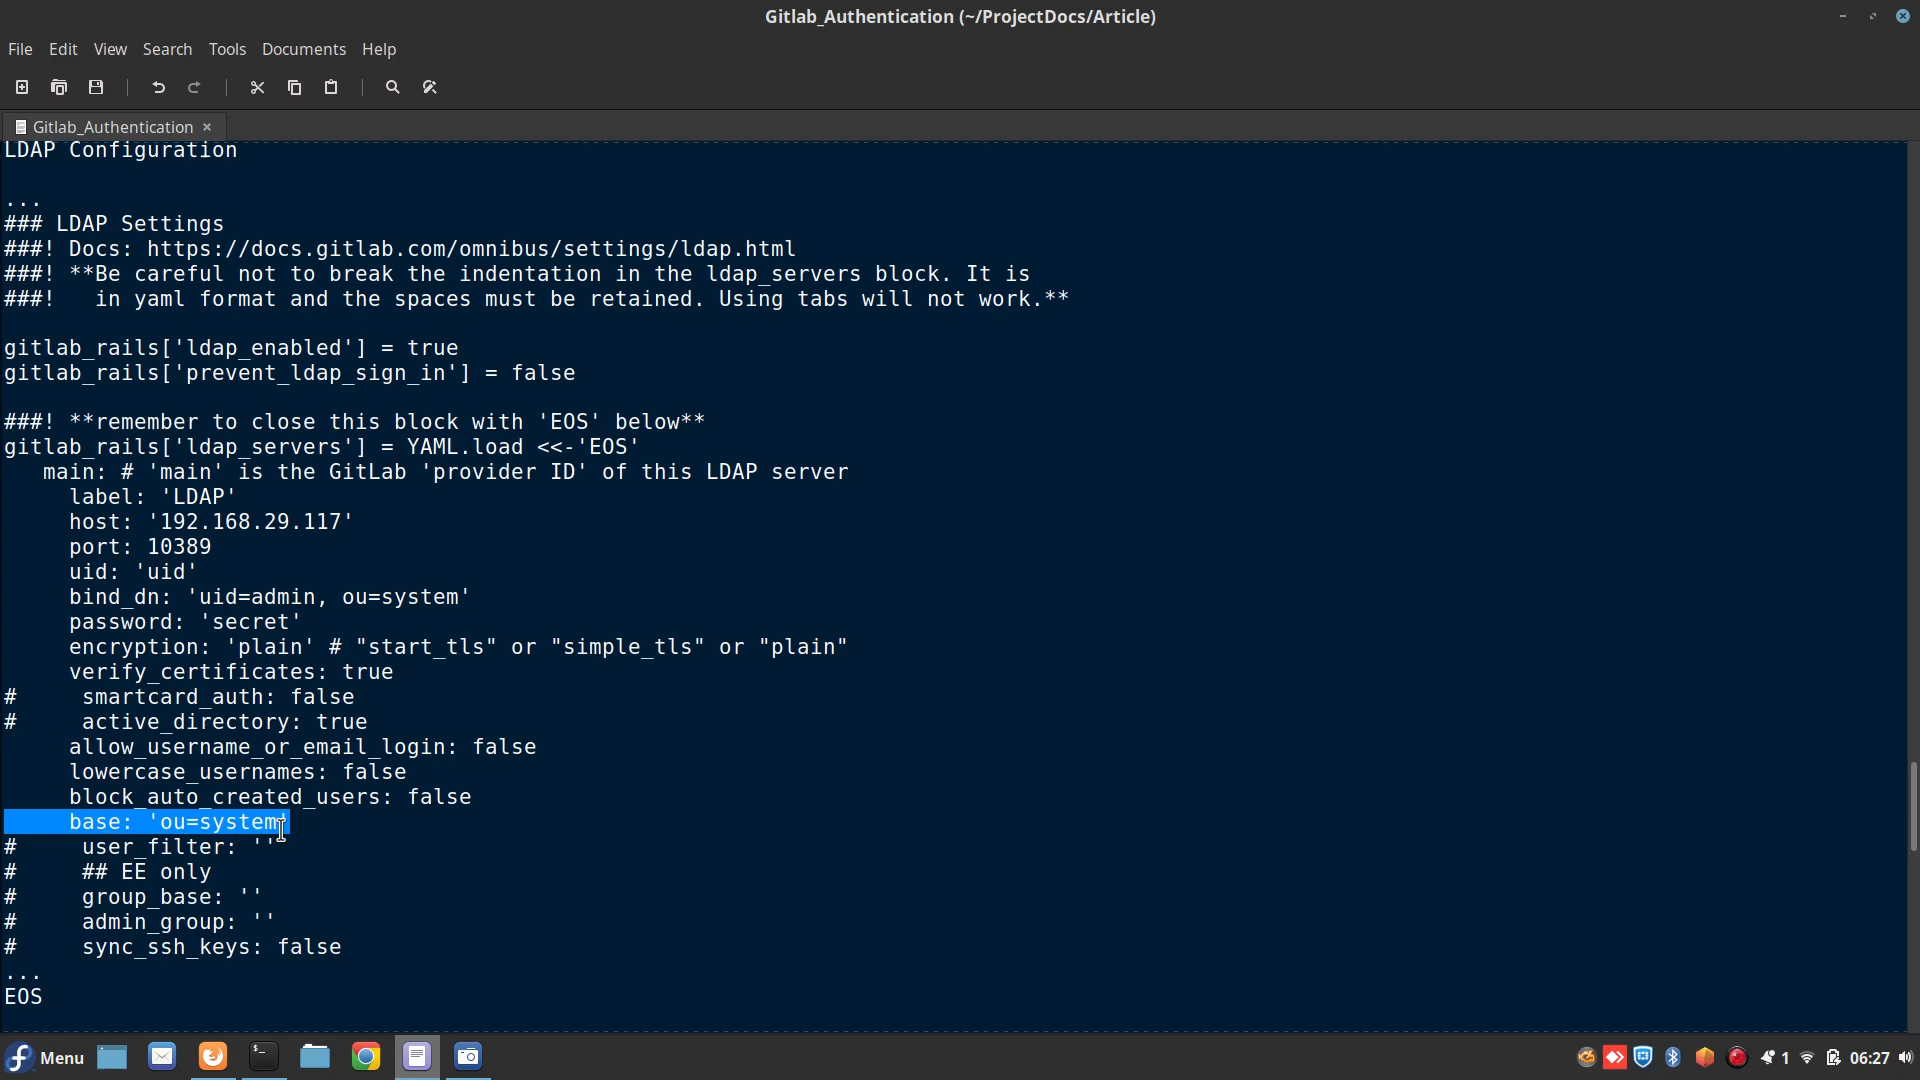 Gitlab_Authentication (~/ProjectDocs/Article)
File Edit View Search Tools Documents Help
Gitlab_Authentication
LDAP Configuration
...
### LDAP Settings
###! Docs: https://docs.gitlab.com/omnibus/settings/ldap.html
###! **Be careful not to break the indentation in the ldap_servers block. It is
###!   in yaml format and the spaces must be retained. Using tabs will not work.**
gitlab_rails['ldap_enabled'] = true
gitlab_rails['prevent_ldap_sign_in'] = false
###! **remember to close this block with 'EOS' below**
gitlab_rails['ldap_servers'] = YAML.load <<-'EOS'
   main: # 'main' is the GitLab 'provider ID' of this LDAP server
     label: 'LDAP'
     host: '192.168.29.117'
     port: 10389
     uid: 'uid'
     bind_dn: 'uid=admin, ou=system'
     password: 'secret'
     encryption: 'plain' # "start_tls" or "simple_tls" or "plain"
     verify_certificates: true
#     smartcard_auth: false
#     active_directory: true
     allow_username_or_email_login: false
     lowercase_usernames: false
     block_auto_created_users: false
     base: 'ou=system'
#     user_filter: ''
#     ## EE only
#     group_base: ''
#     admin_group: ''
#     sync_ssh_keys: false
...
EOS
Menu 1 06:27